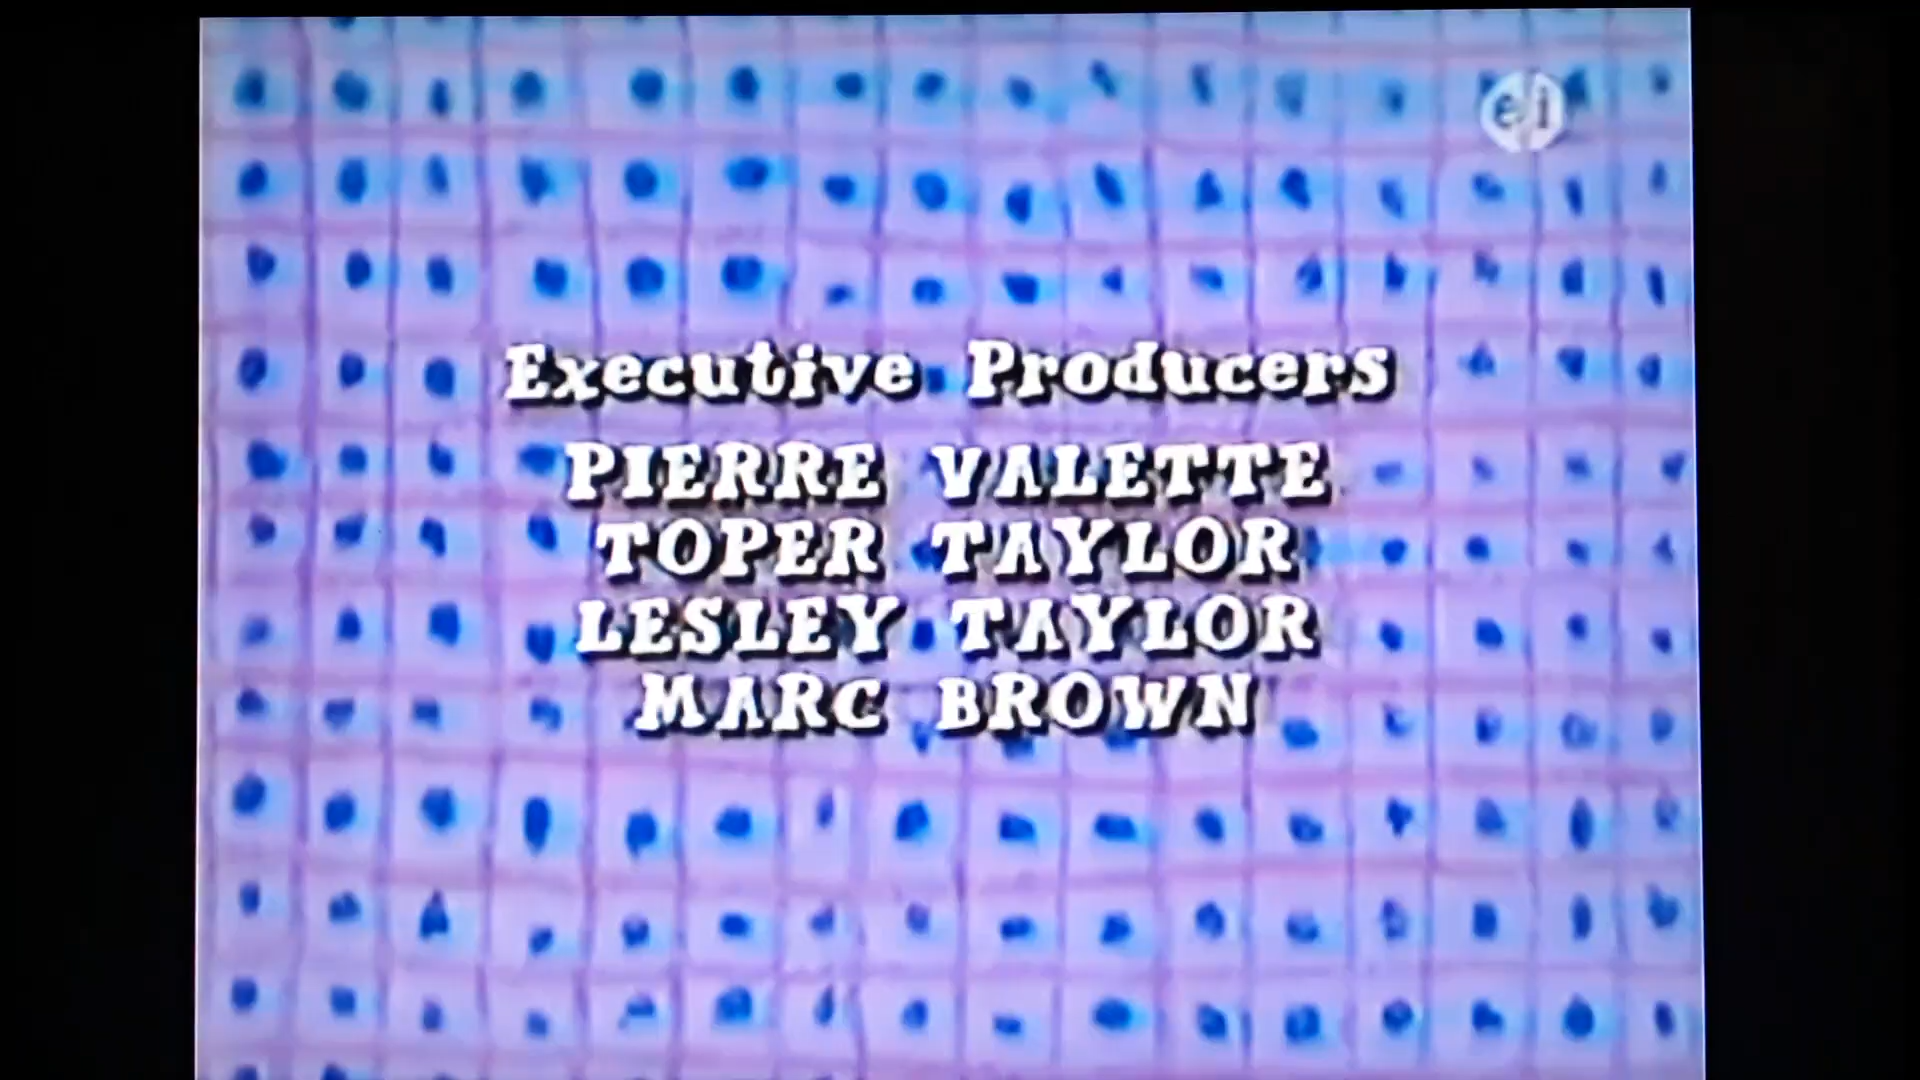 e/i
Executive Producers
PIERRE VALETTE
TOPER TAYLOR
LESLEY TAYLOR
MARC BROWN